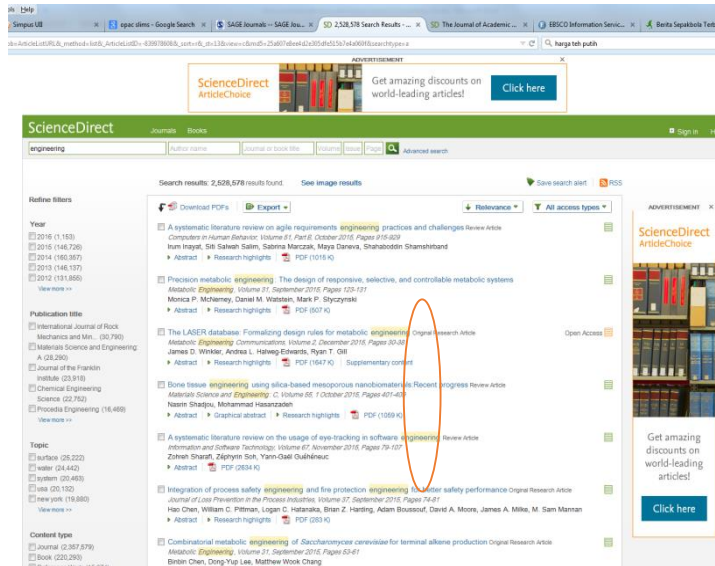 Help
Simpus UB
opac slims - Google Search
SAGE Journals -- SAGE Jou...
2,528,578 Search Results - ...
The Journal of Academic ...
EBSCO Information Servic...
Berita Sepakbola Terb
harga teh putih
ADVERTISEMENT
ScienceDirect
ArticleChoice
Get amazing discounts on
world-leading articles!
Click here
ScienceDirect
Journals Books
Sign in
engineering
Author name
Journal or book title
Volume
Issue
Page
Advanced search
Search results: 2,528,578 results found. See image results
Save search alert RSS
Refine filters
Download PDFs Export
Relevance All access types
Year
2016 (1,153)
2015 (146,726)
2014 (160,357)
2013 (146,137)
2012 (131,855)
View more >>
Publication title
International Journal of Rock
Mechanics and Min... (30,790)
Materials Science and Engineering:
A (28,290)
Journal of the Franklin
Institute (23,918)
Chemical Engineering
Science (22,752)
Procedia Engineering (16,469)
View more >>
Topic
surface (25,222)
water (24,442)
system (20,463)
usa (20,132)
new york (19,880)
View more >>
Content type
Journal (2,357,579)
Book (220,293)
A systematic literature review on agile requirements engineering practices and challenges Review Article
Computers in Human Behavior, Volume 51, Part B, October 2015, Pages 915-929
Irum Inayat, Siti Salwah Salim, Sabrina Marczak, Maya Daneva, Shahaboddin Shamshirband
Abstract Research highlights PDF (1018 K)
Precision metabolic engineering: The design of responsive, selective, and controllable metabolic systems
Metabolic Engineering, Volume 31, September 2015, Pages 123-131
Monica P. McNerney, Daniel M. Watstein, Mark P. Styczynski
Abstract Research highlights PDF (507 K)
The LASER database: Formalizing design rules for metabolic engineering Original Research Article
Open Access
Metabolic Engineering Communications, Volume 2, December 2015, Pages 30-38
James D. Winkler, Andrea L. Halweg-Edwards, Ryan T. Gill
Abstract Research highlights PDF (1647 K) Supplementary content
Bone tissue engineering using silica-based mesoporous nanobiomaterials:Recent progress Review Article
Materials Science and Engineering: C, Volume 55, 1 October 2015, Pages 401-409
Nasrin Shadjou, Mohammad Hasanzadeh
Abstract Graphical abstract Research highlights PDF (1089 K)
A systematic literature review on the usage of eye-tracking in software engineering Review Article
Information and Software Technology, Volume 67, November 2015, Pages 79-107
Zohreh Sharafi, Zéphyrin Soh, Yann-Gaël Guéhéneuc
Abstract PDF (2634 K)
Integration of process safety engineering and fire protection engineering for better safety performance Original Research Article
Journal of Loss Prevention in the Process Industries, Volume 37, September 2015, Pages 74-81
Hao Chen, William C. Pittman, Logan C. Hatanaka, Brian Z. Harding, Adam Boussouf, David A. Moore, James A. Milke, M. Sam Mannan
Abstract Research highlights PDF (283 K)
Combinatorial metabolic engineering of Saccharomyces cerevisiae for terminal alkene production Original Research Article
Metabolic Engineering, Volume 31, September 2015, Pages 53-61
Binbin Chen, Dong-Yup Lee, Matthew Wook Chang
ADVERTISEMENT
ScienceDirect
ArticleChoice
Get amazing
discounts on
world-leading
articles!
Click here